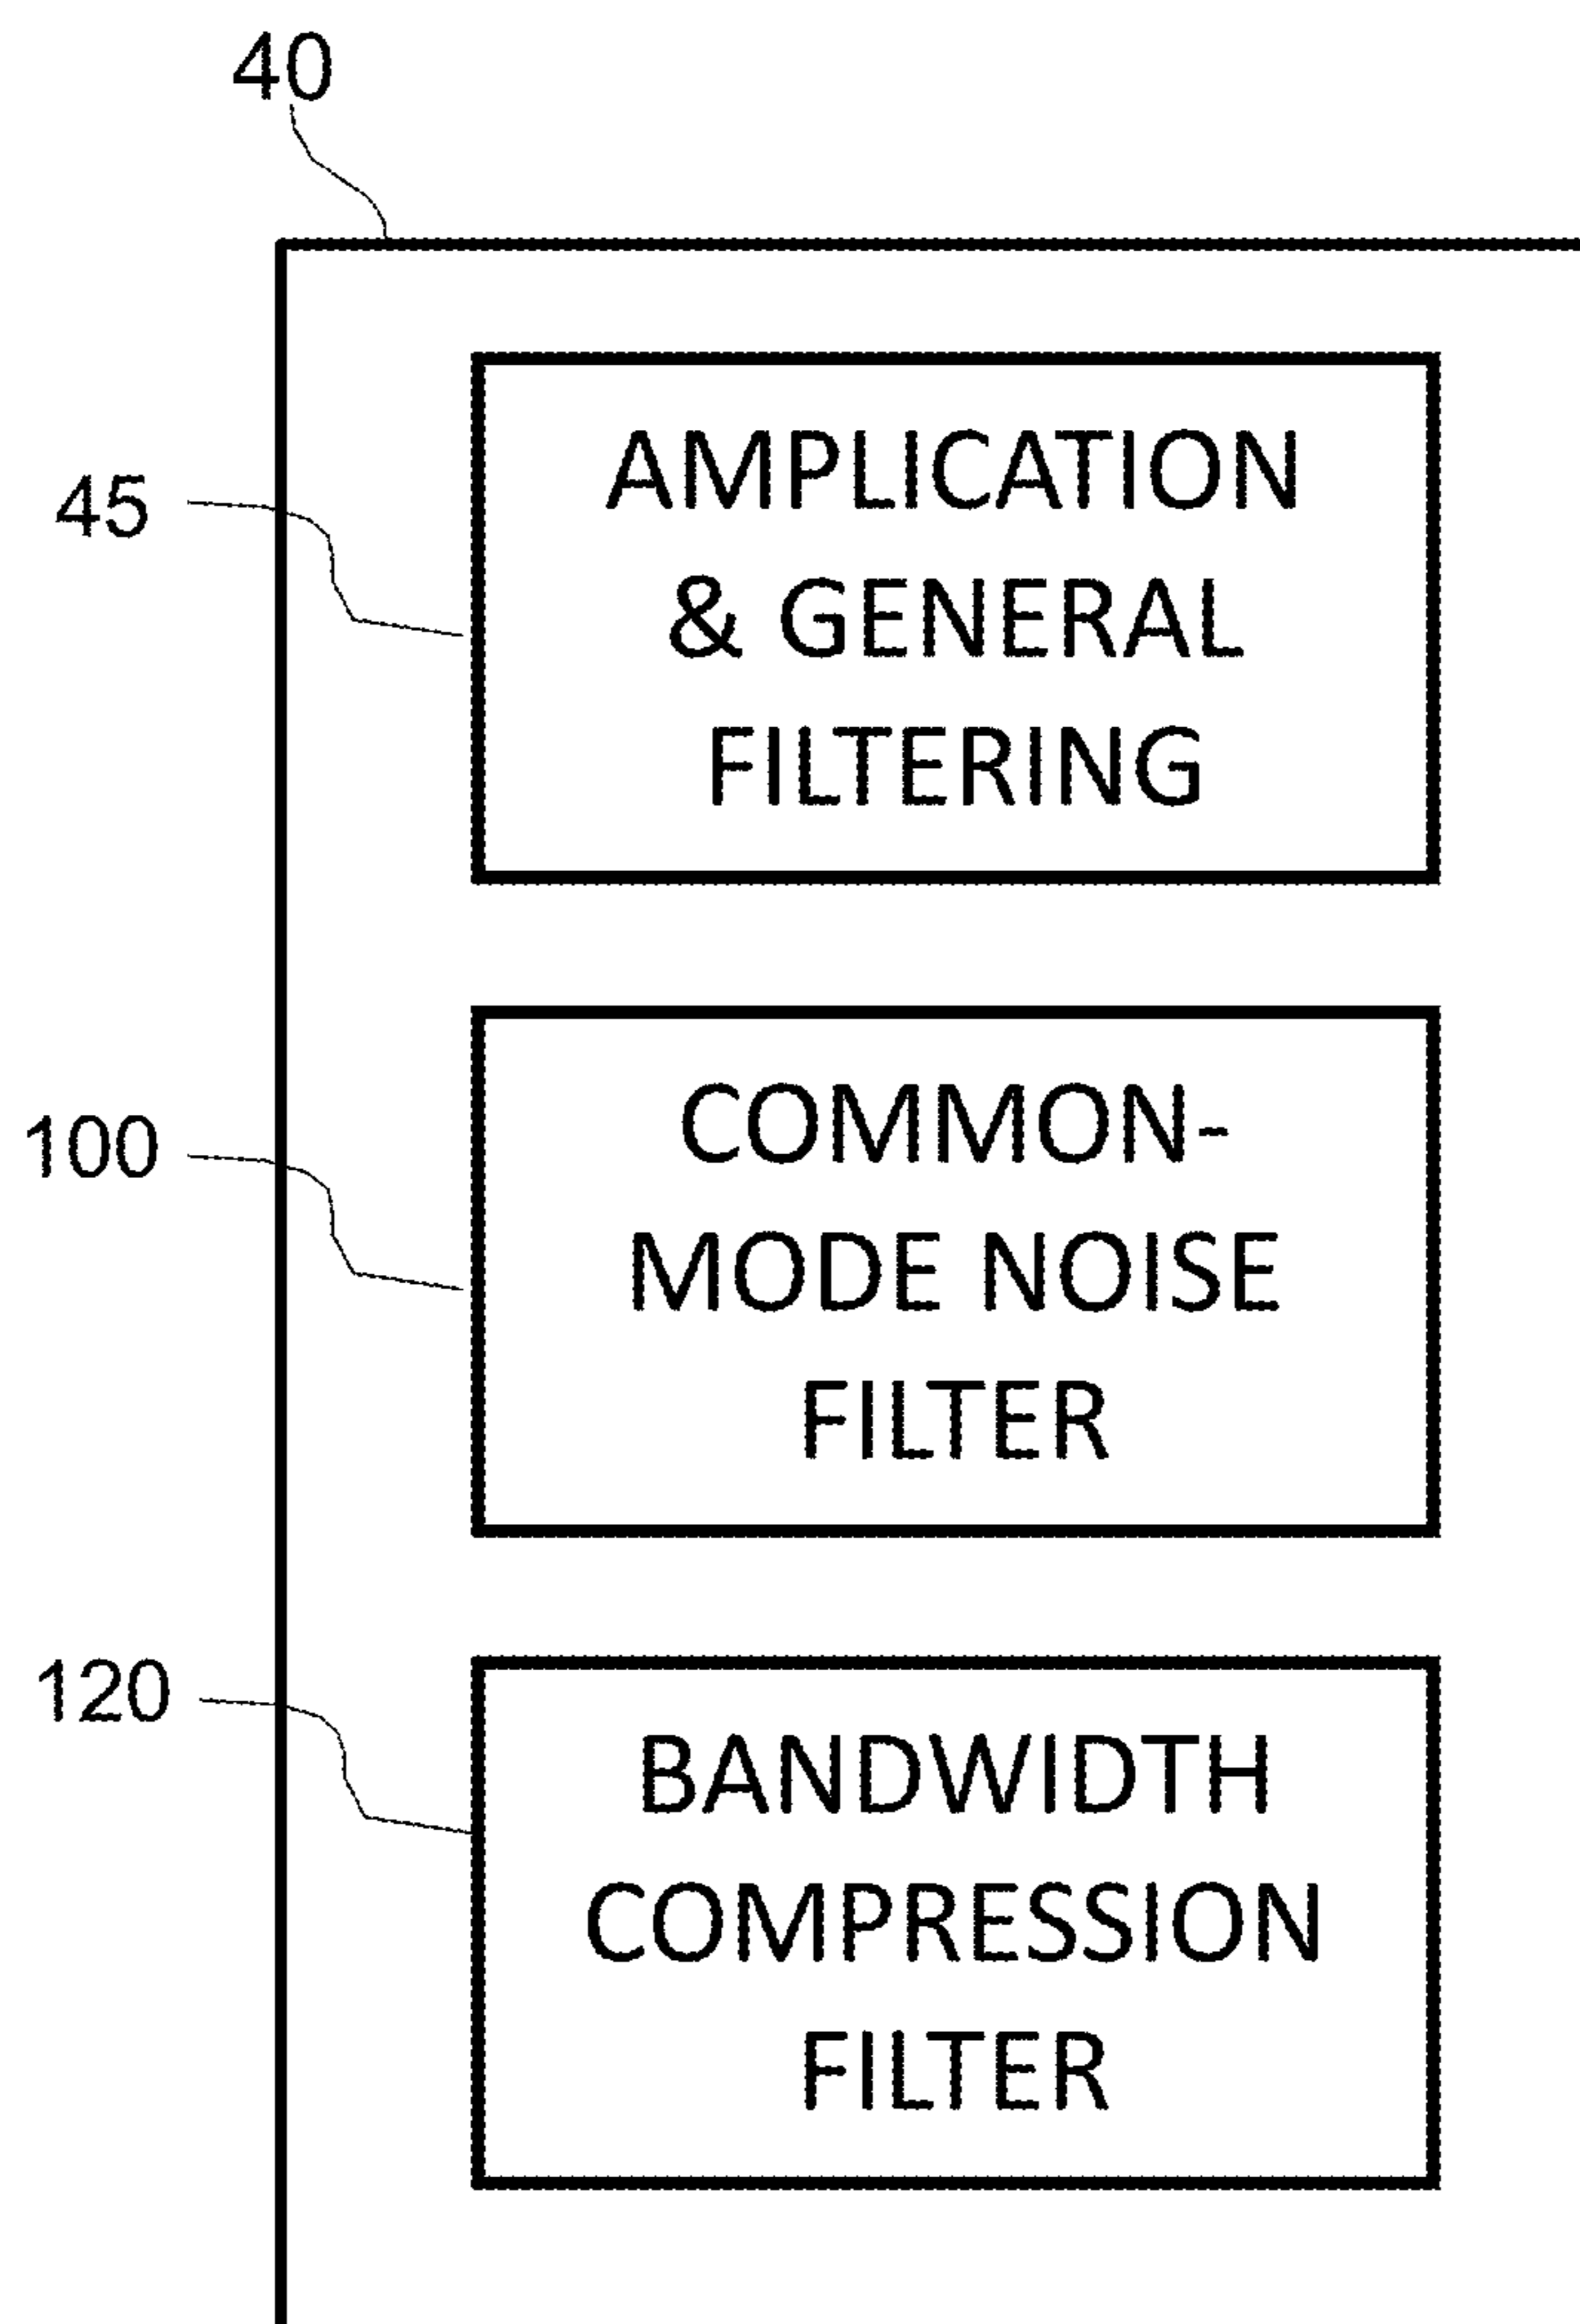 40
45
AMPLICATION
& GENERAL
FILTERING
100
COMMON-
MODE NOISE
FILTER
120
BANDWIDTH
COMPRESSION
FILTER